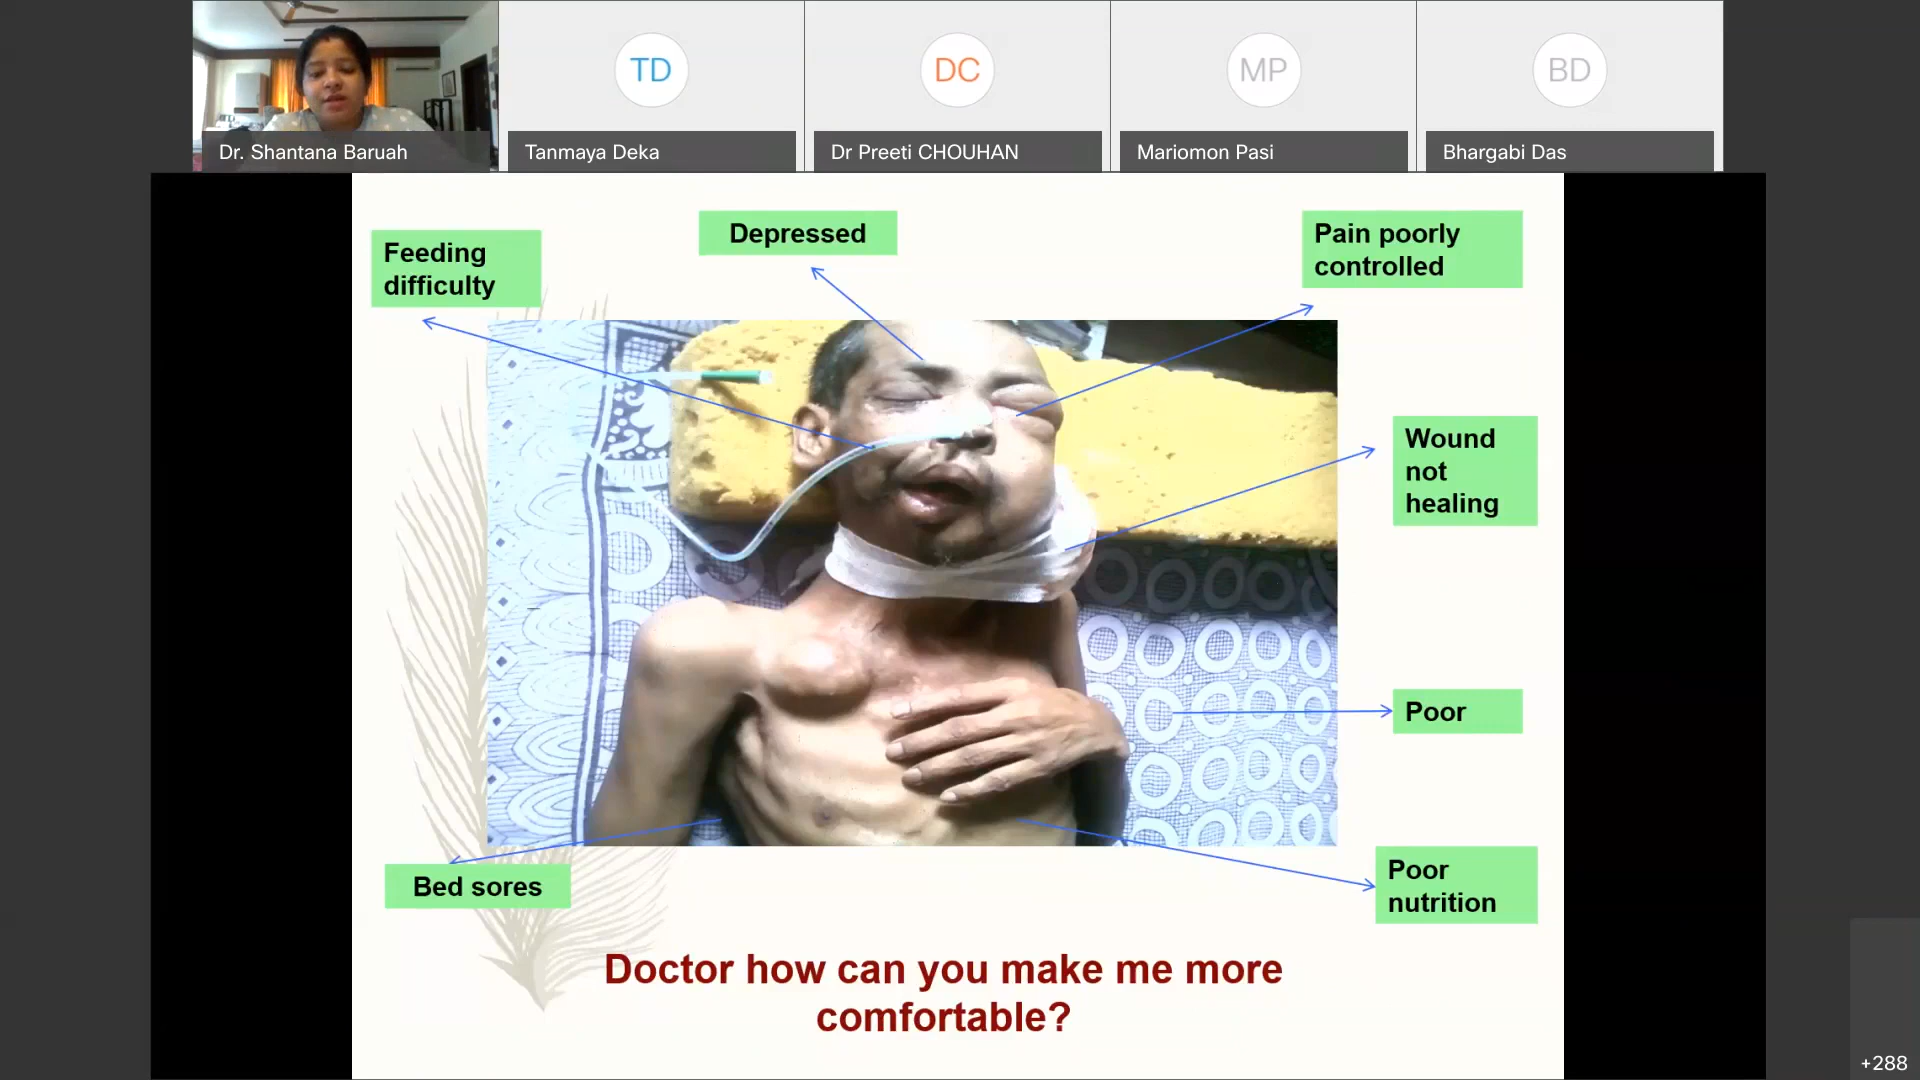 TD
DC
MP
BD
Dr. Shantana Baruah
Tanmaya Deka
Dr Preeti CHOUHAN
Mariomon Pasi
Bhargabi Das
Feeding
difficulty
Depressed
Pain poorly
controlled
Wound
not
healing
Poor
Bed sores
Poor
nutrition
Doctor how can you make me more
comfortable?
+288